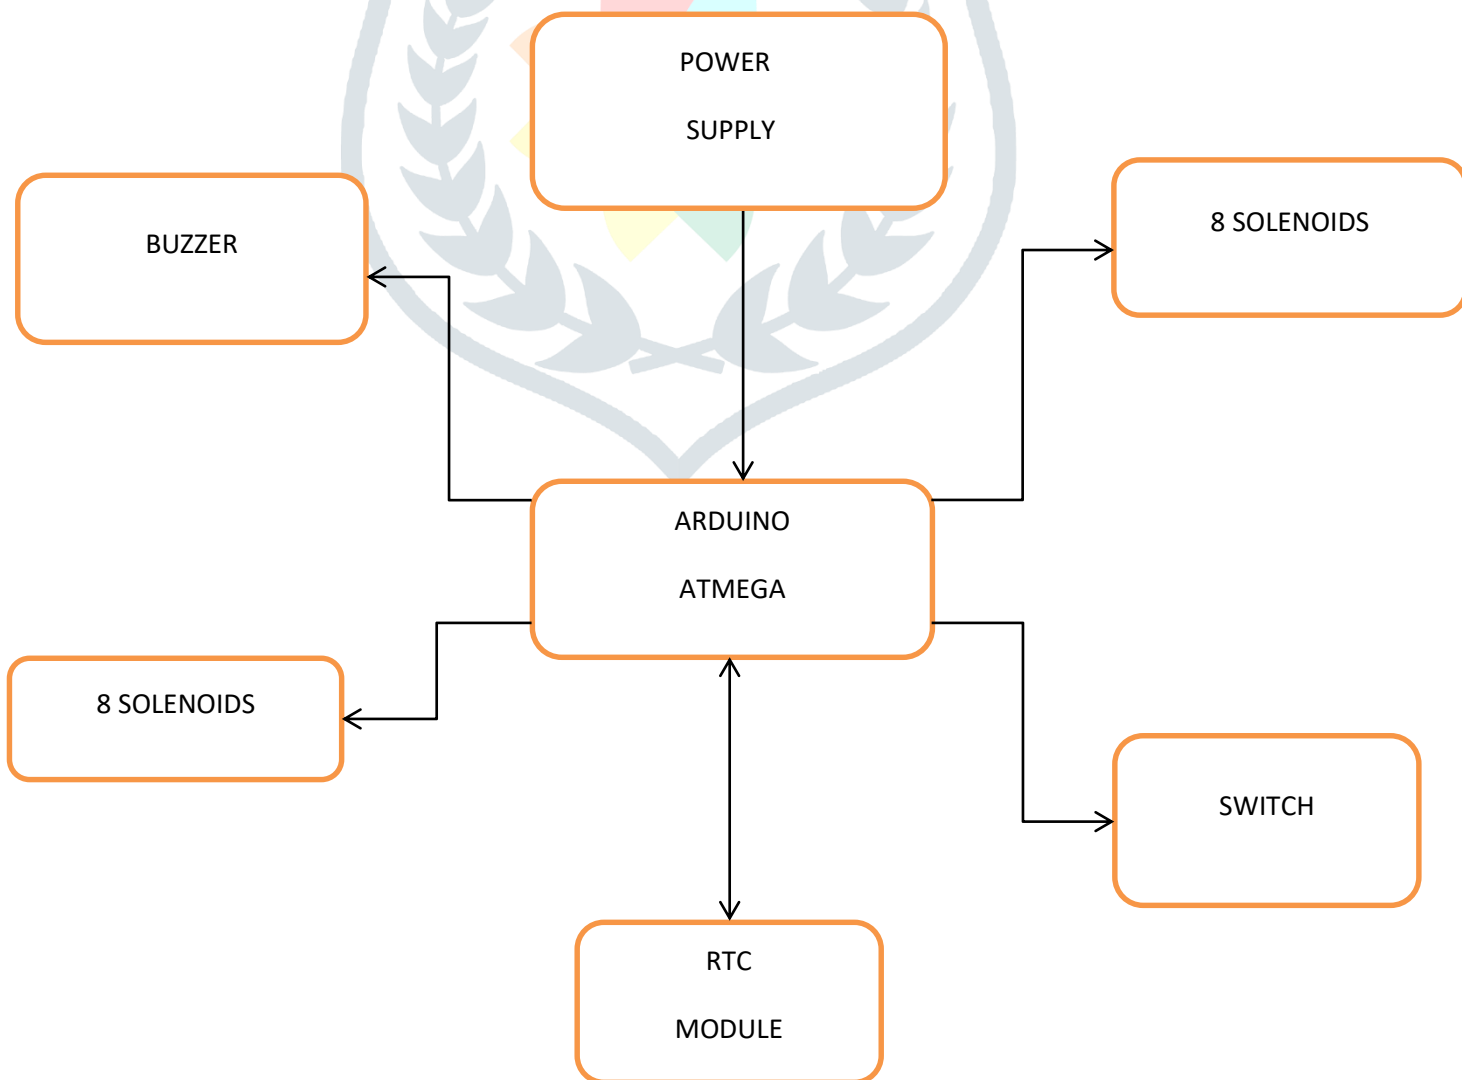 POWER
SUPPLY
BUZZER
8 SOLENOIDS
ARDUINO
ATMEGA
8 SOLENOIDS
SWITCH
RTC
MODULE